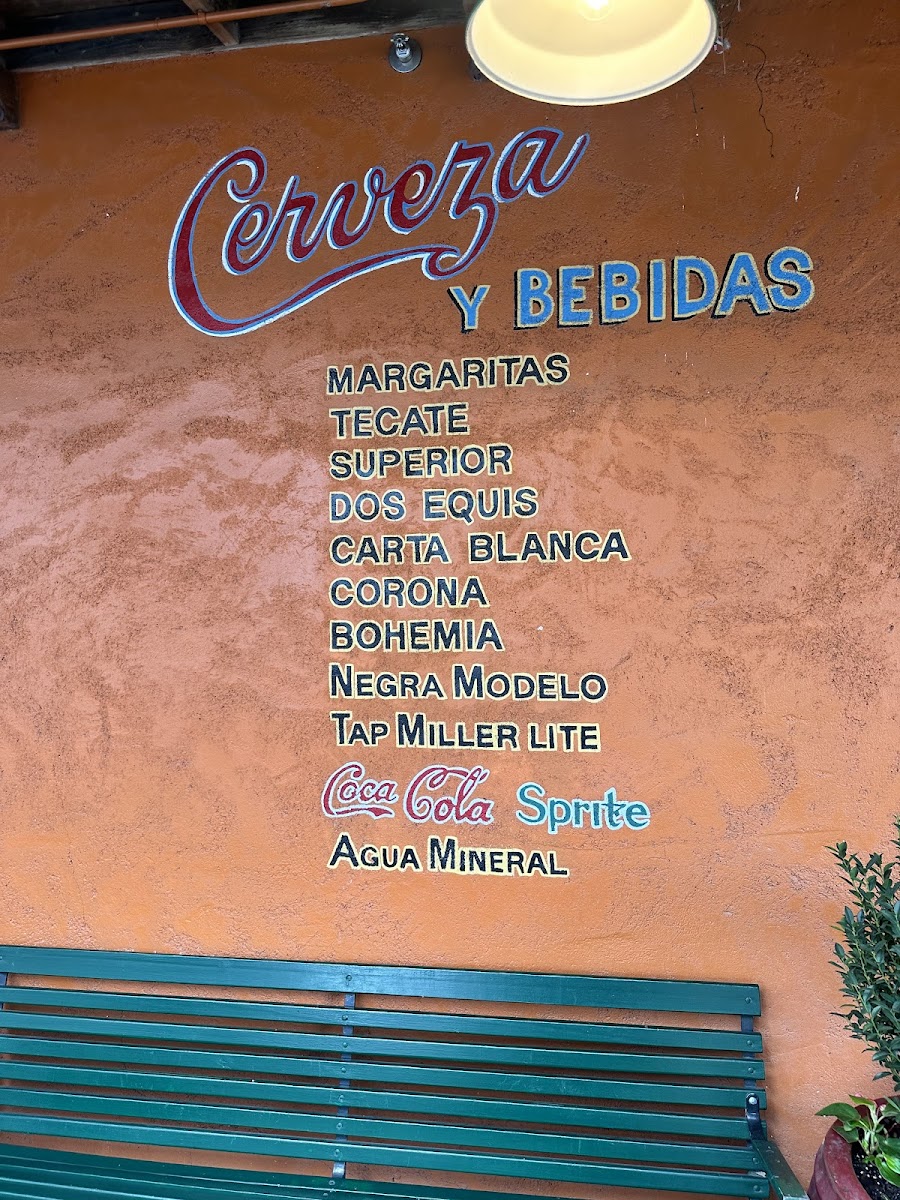 Cerveza
Y BEBIDAS
MARGARITAS
TECATE
SUPERIOR
DOS EQUIS
CARTA BLANCA
CORONA
BOHEMIA
NEGRA MODELO
TAP MILLER LITE
Coca Cola Sprite
AGUA MINERAL